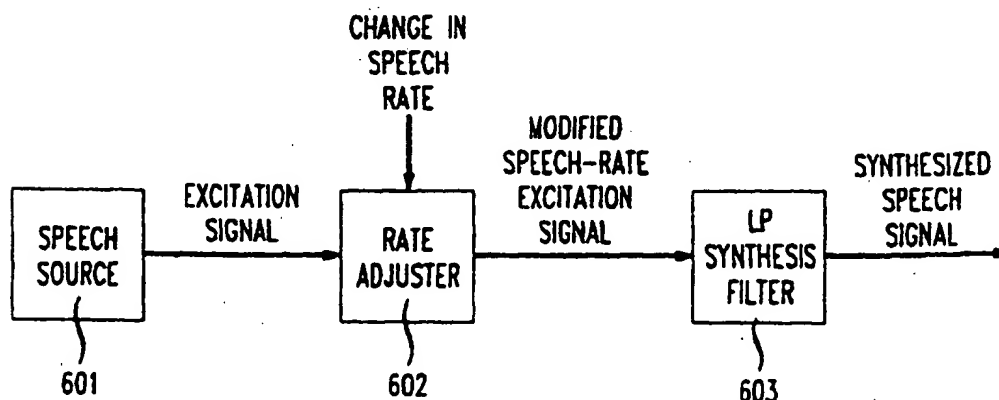 CHANGE IN
SPEECH
RATE
SPEECH
SOURCE
EXCITATION
SIGNAL
RATE
ADJUSTER
MODIFIED
SPEECH-RATE
EXCITATION
SIGNAL
LP
SYNTHESIS
FILTER
SYNTHESIZED
SPEECH
SIGNAL
601
602
603